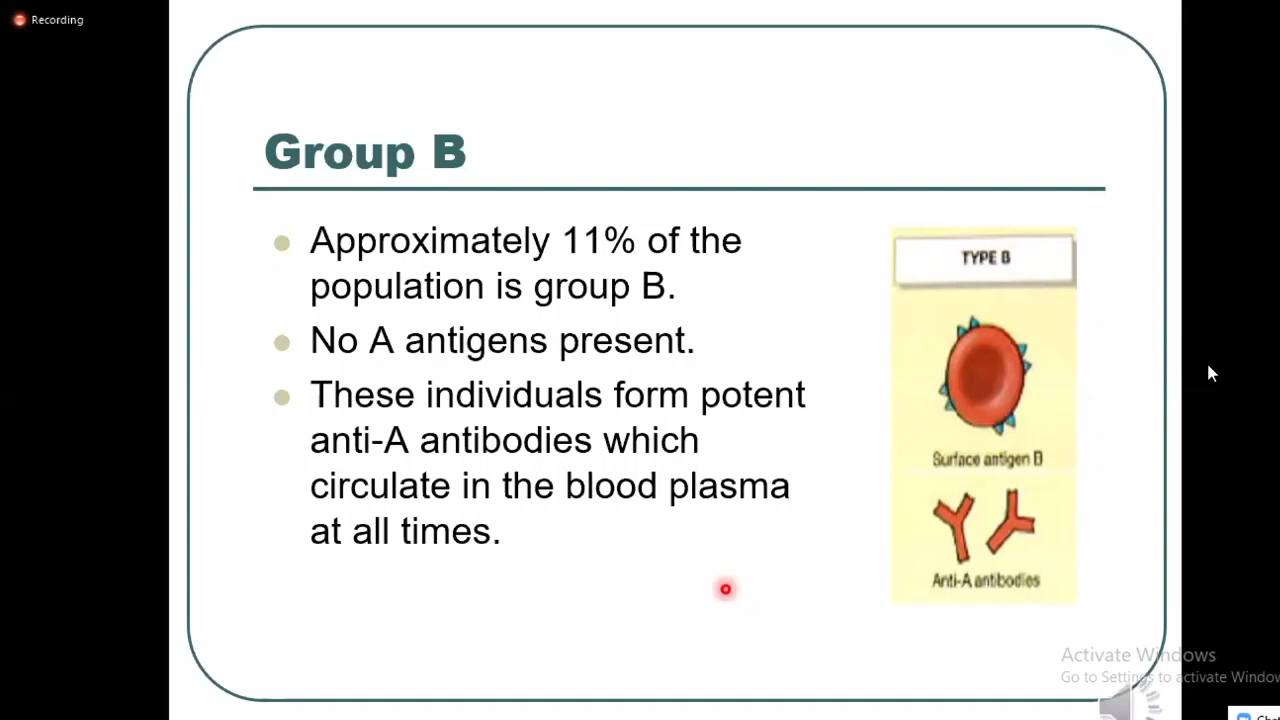 Recording
Group B
Approximately 11% of the
population is group B.
No A antigens present.
These individuals form potent
anti-A antibodies which
circulate in the blood plasma
at all times.
TYPE B
Surface antigen B
Anti-A antibodies
Activate Windows
Go to Settings to activate Window